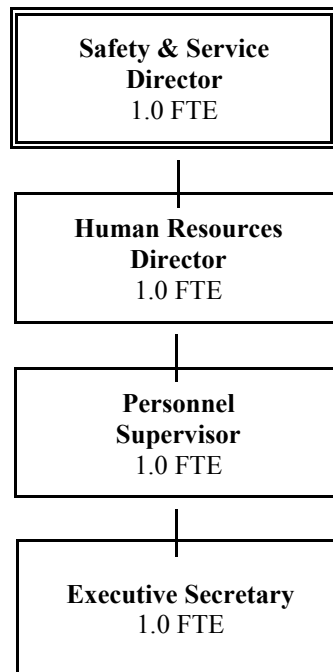 Safety & Service
Director
1.0 FTE
Human Resources
Director
1.0 FTE
Personnel
Supervisor
1.0 FTE
Executive Secretary
1.0 FTE